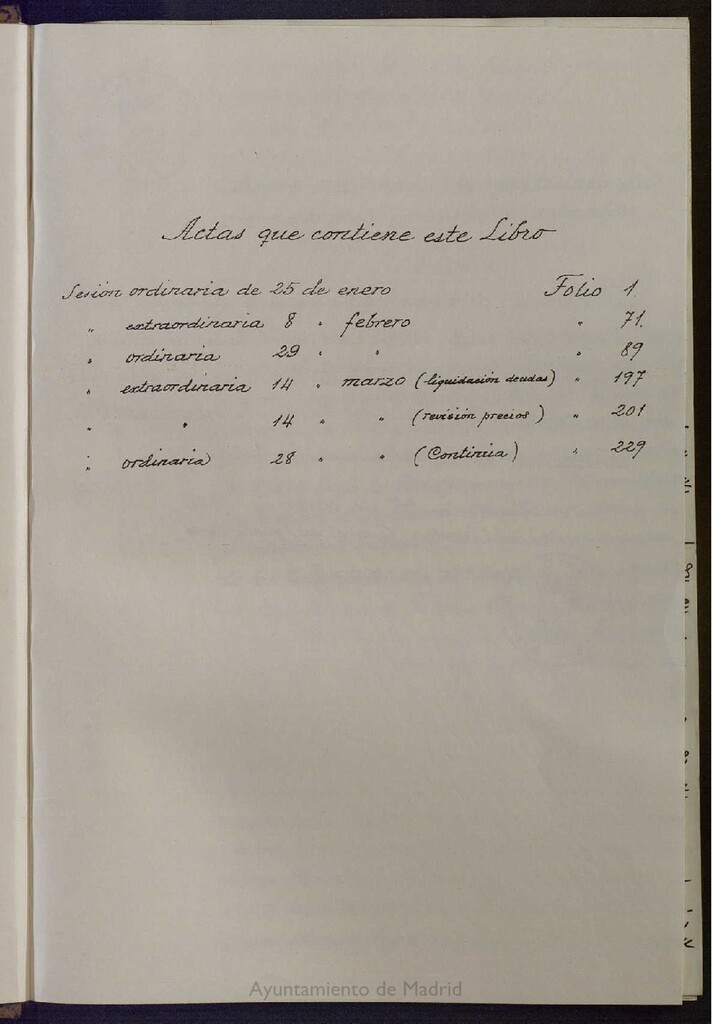 Actas que contiene este Libro
Sesión ordinaria de 25 de enero Folio 1
" extraordinaria 8 " febrero " 71.
" ordinaria 29 " " " 89
" extraordinaria 14 " marzo (liquidación deudas) " 197
" " 14 " " (revisión precios) " 201
" ordinaria 28 " " (Continúa) " 229
Ayuntamiento de Madrid